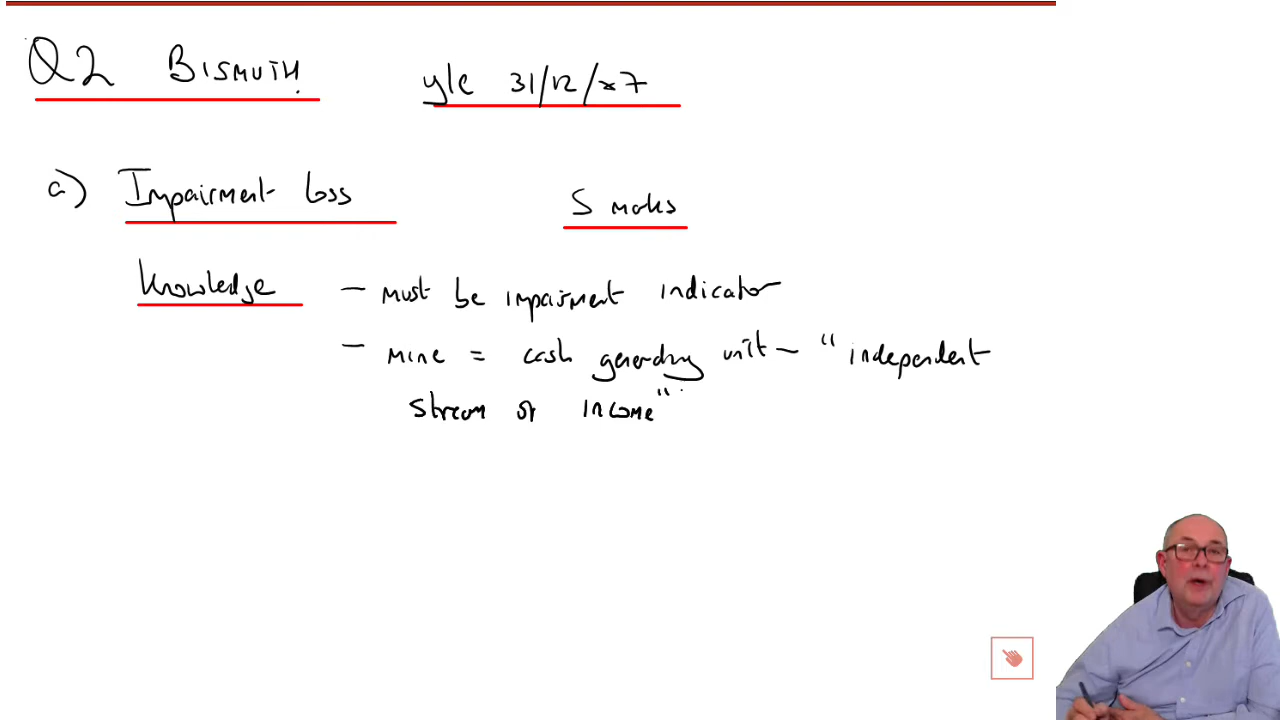 Q2 BISMUTH y/e 31/12/x7
a) Impairment loss 5 marks
Knowledge – must be impairment indicator
– mine = cash generating unit – "independent
stream of income"